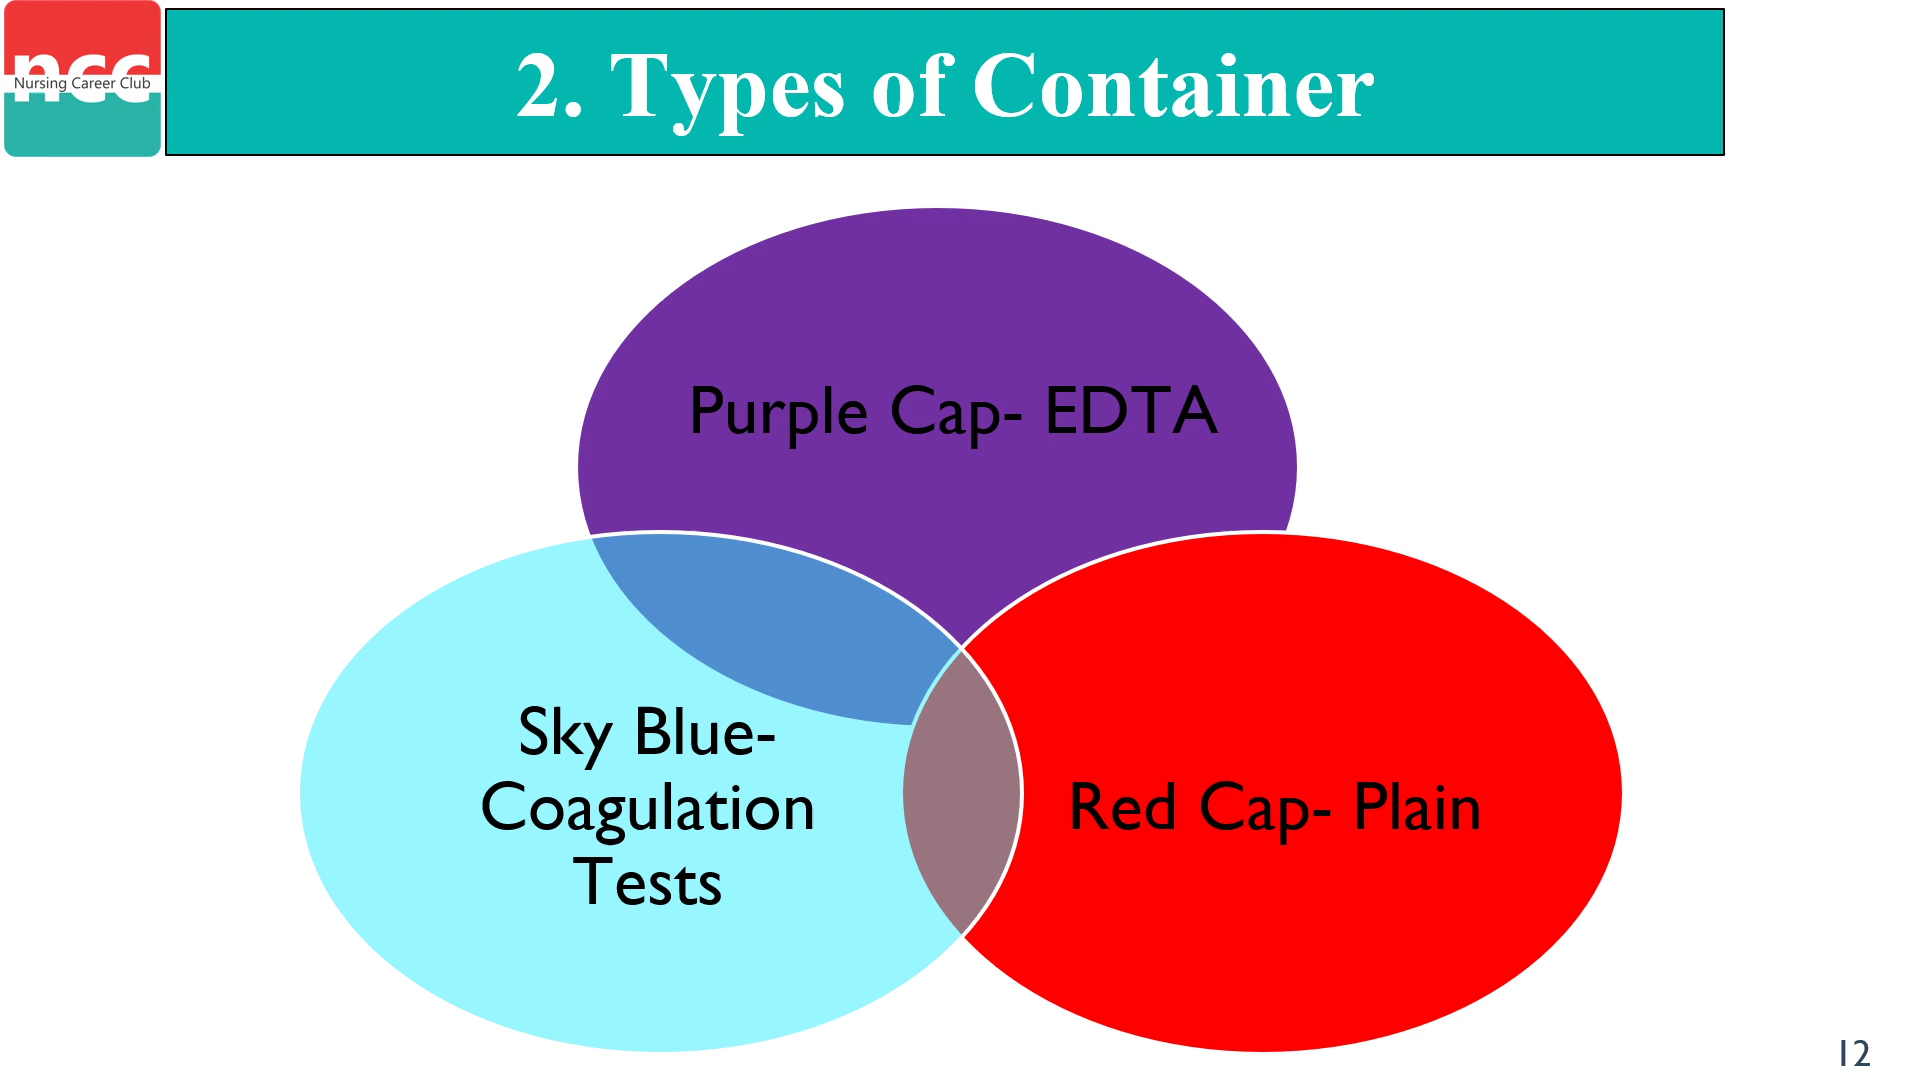 ncc
Nursing Career Club
2. Types of Container
Purple Cap- EDTA
Sky Blue-
Coagulation
Tests
Red Cap- Plain
12